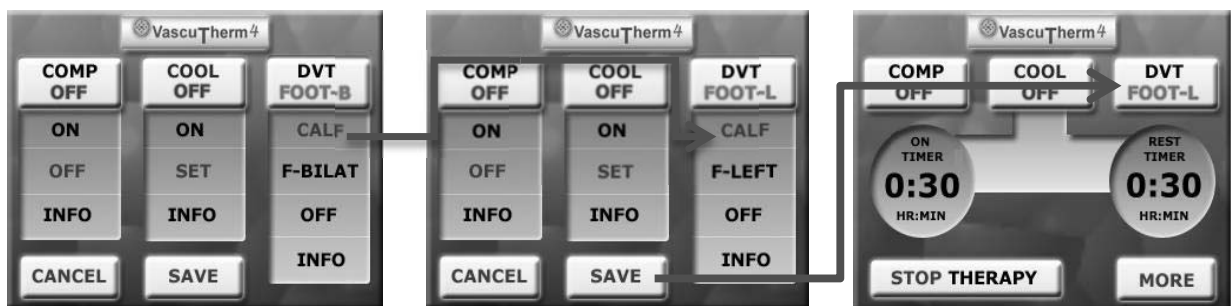 VascuTherm4
COMP
OFF
COOL
OFF
DVT
FOOT-B
ON
ON
CALF
OFF
SET
F-BILAT
INFO
INFO
OFF
INFO
CANCEL
SAVE
VascuTherm4
COMP
OFF
COOL
OFF
DVT
FOOT-L
ON
ON
CALF
OFF
SET
F-LEFT
INFO
INFO
OFF
INFO
CANCEL
SAVE
VascuTherm4
COMP
OFF
COOL
OFF
DVT
FOOT-L
ON
TIMER
0:30
HR:MIN
REST
TIMER
0:30
HR:MIN
STOP THERAPY
MORE